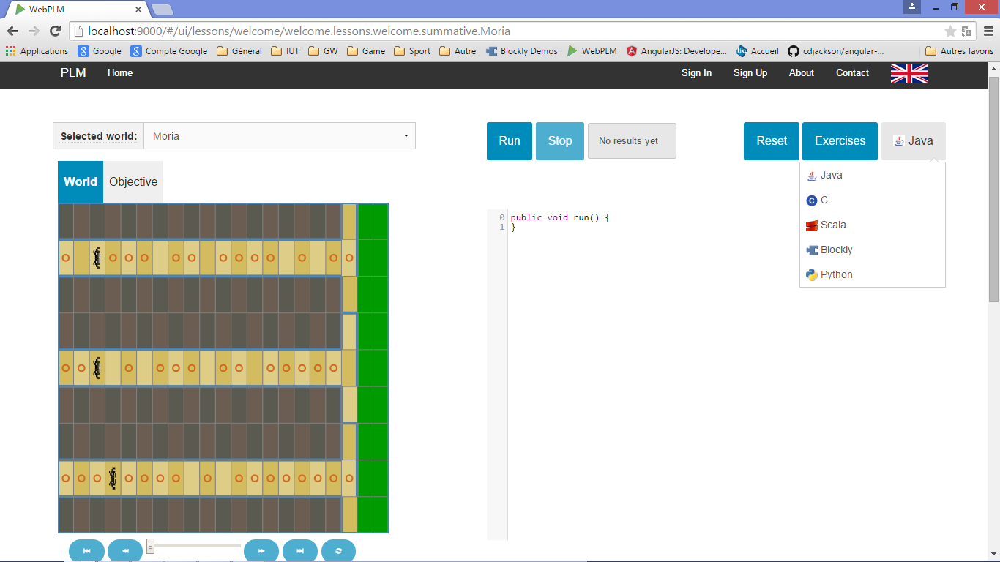 WebPLM
localhost:9000/#/ui/lessons/welcome/welcome.lessons.welcome.summative.Moria
Applications Google Compte Google Général IUT GW Game Sport Autre Blockly Demos WebPLM AngularJS: Develope... Accueil cdjackson/angular-... Autres favoris
PLM Home Sign In Sign Up About Contact
Selected world: Moria Run Stop No results yet Reset Exercises Java
World Objective
Java
C
Scala
Blockly
Python
0 public void run() {
1 }